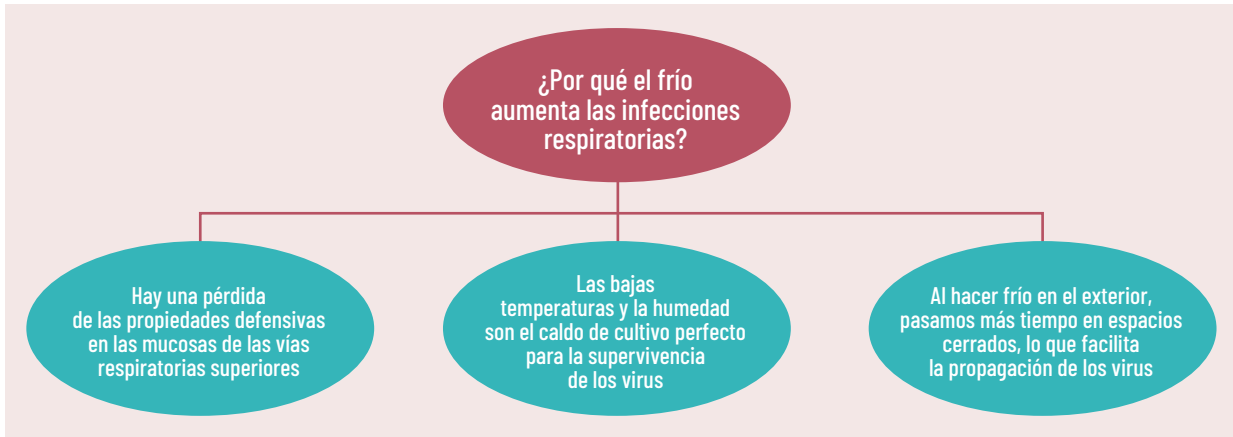 ¿Por qué el frío
aumenta las infecciones
respiratorias?
Hay una pérdida
de las propiedades defensivas
en las mucosas de las vías
respiratorias superiores
Las bajas
temperaturas y la humedad
son el caldo de cultivo perfecto
para la supervivencia
de los virus
Al hacer frío en el exterior,
pasamos más tiempo en espacios
cerrados, lo que facilita
la propagación de los virus